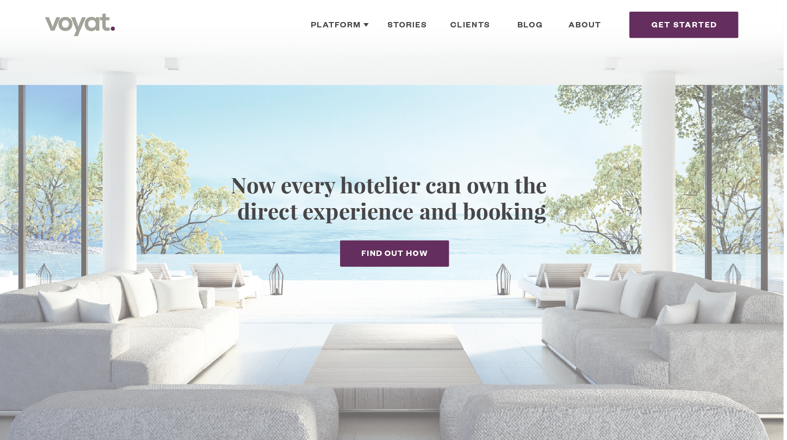 voyat.
PLATFORM
STORIES
CLIENTS
BLOG
ABOUT
GET STARTED
Now every hotelier can own the
direct experience and booking
FIND OUT HOW